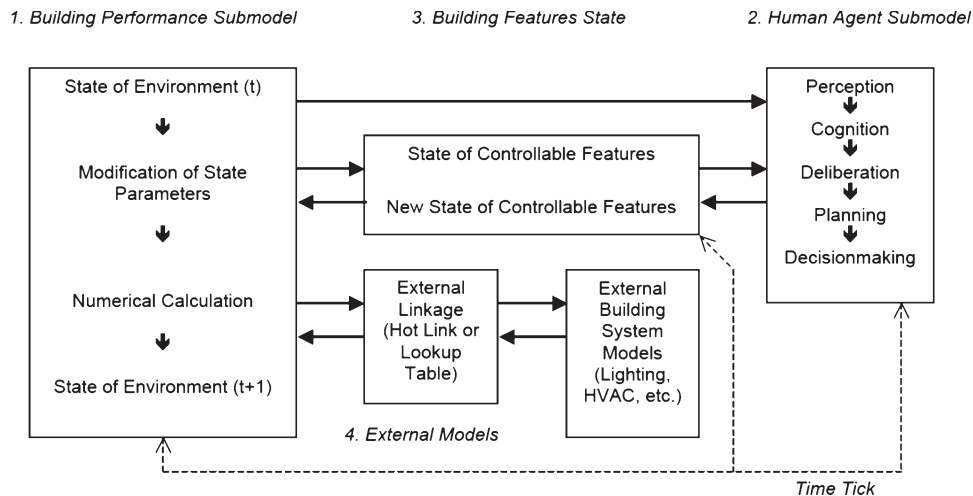 1. Building Performance Submodel
3. Building Features State
2. Human Agent Submodel
State of Environment (t)
Modification of State
Parameters
Numerical Calculation
State of Environment (t+1)
State of Controllable Features
New State of Controllable Features
Perception
Cognition
Deliberation
Planning
Decisionmaking
External
Linkage
(Hot Link or
Lookup
Table)
External
Building
System
Models
(Lighting,
HVAC, etc.)
4. External Models
Time Tick